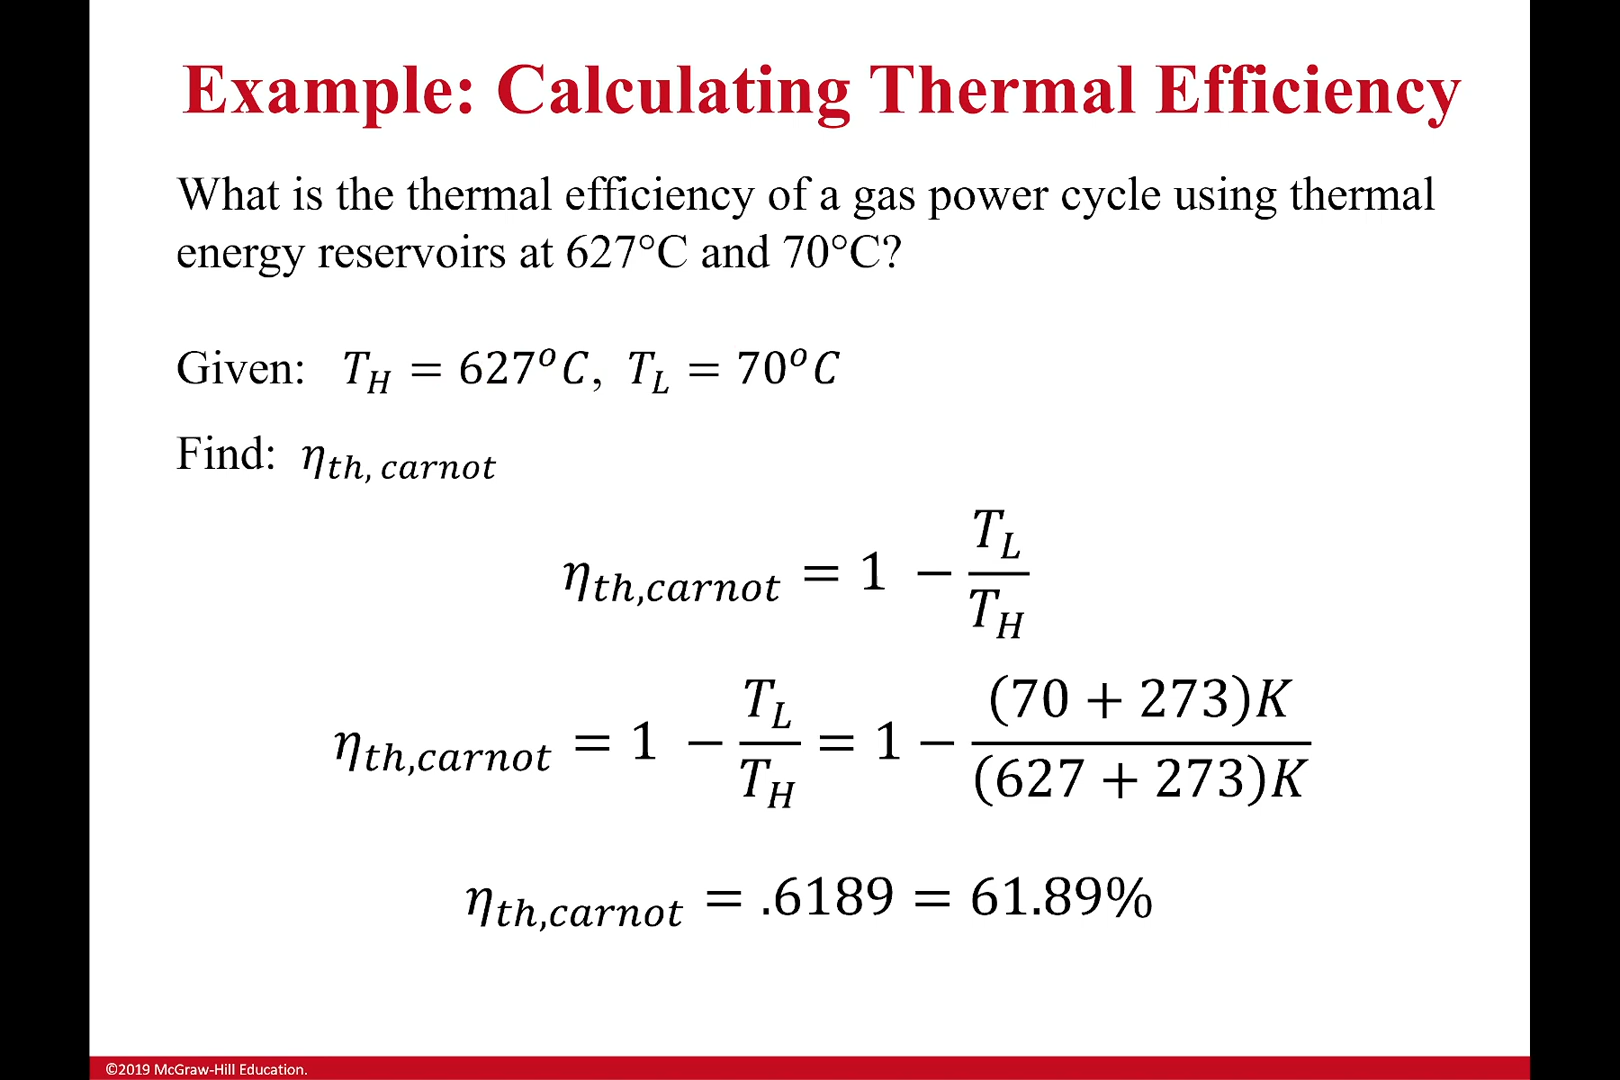 Example: Calculating Thermal Efficiency
What is the thermal efficiency of a gas power cycle using thermal
energy reservoirs at 627°C and 70°C?
Given: T_H = 627°C, T_L = 70°C
Find: η_th, carnot
η_th,carnot = 1 − T_L/T_H
η_th,carnot = 1 − T_L/T_H = 1 − (70 + 273)K/(627 + 273)K
η_th,carnot = .6189 = 61.89%
©2019 McGraw-Hill Education.